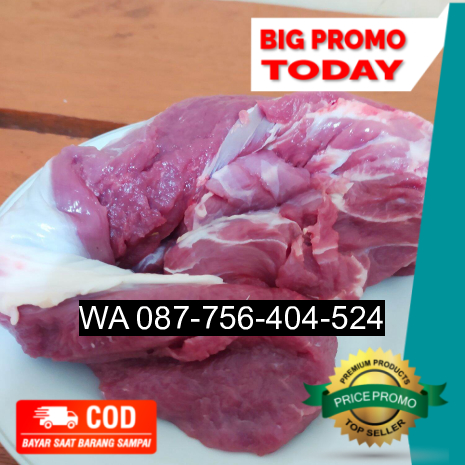 BIG PROMO
TODAY
WA 087-756-404-524
COD
BAYAR SAAT BARANG SAMPAI
PREMIUM PRODUCTS
PRICE PROMO
TOP SELLER